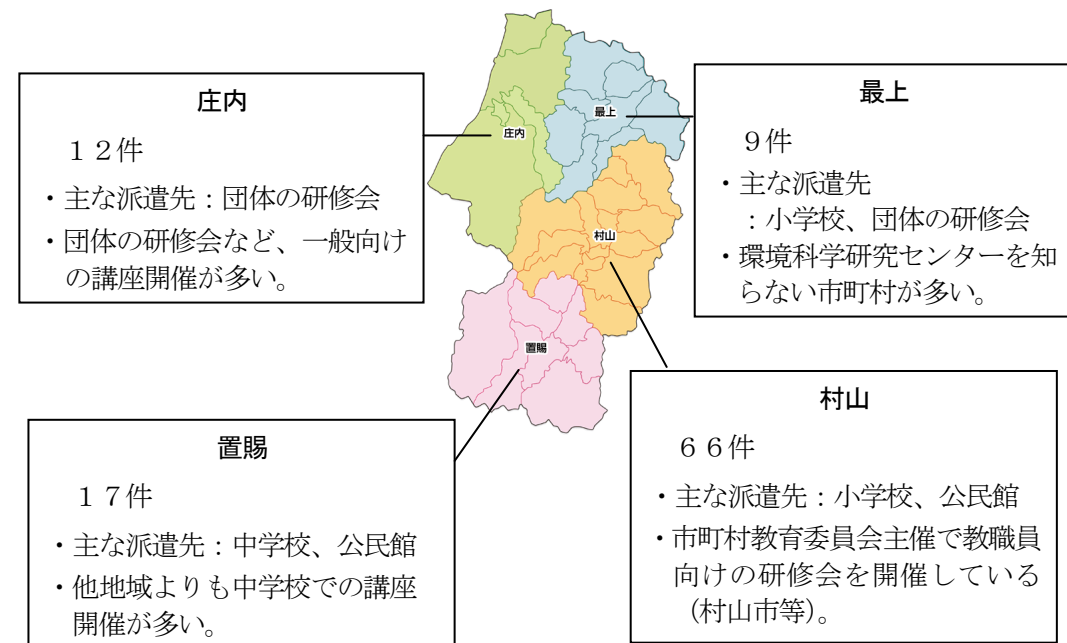 庄内
１２件
・主な派遣先：団体の研修会
・団体の研修会など、一般向け
の講座開催が多い。
最上
９件
・主な派遣先
：小学校、団体の研修会
・環境科学研究センターを知
らない市町村が多い。
庄内
最上
村山
置賜
置賜
１７件
・主な派遣先：中学校、公民館
・他地域よりも中学校での講座
開催が多い。
村山
６６件
・主な派遣先：小学校、公民館
・市町村教育委員会主催で教職員
向けの研修会を開催している
（村山市等）。